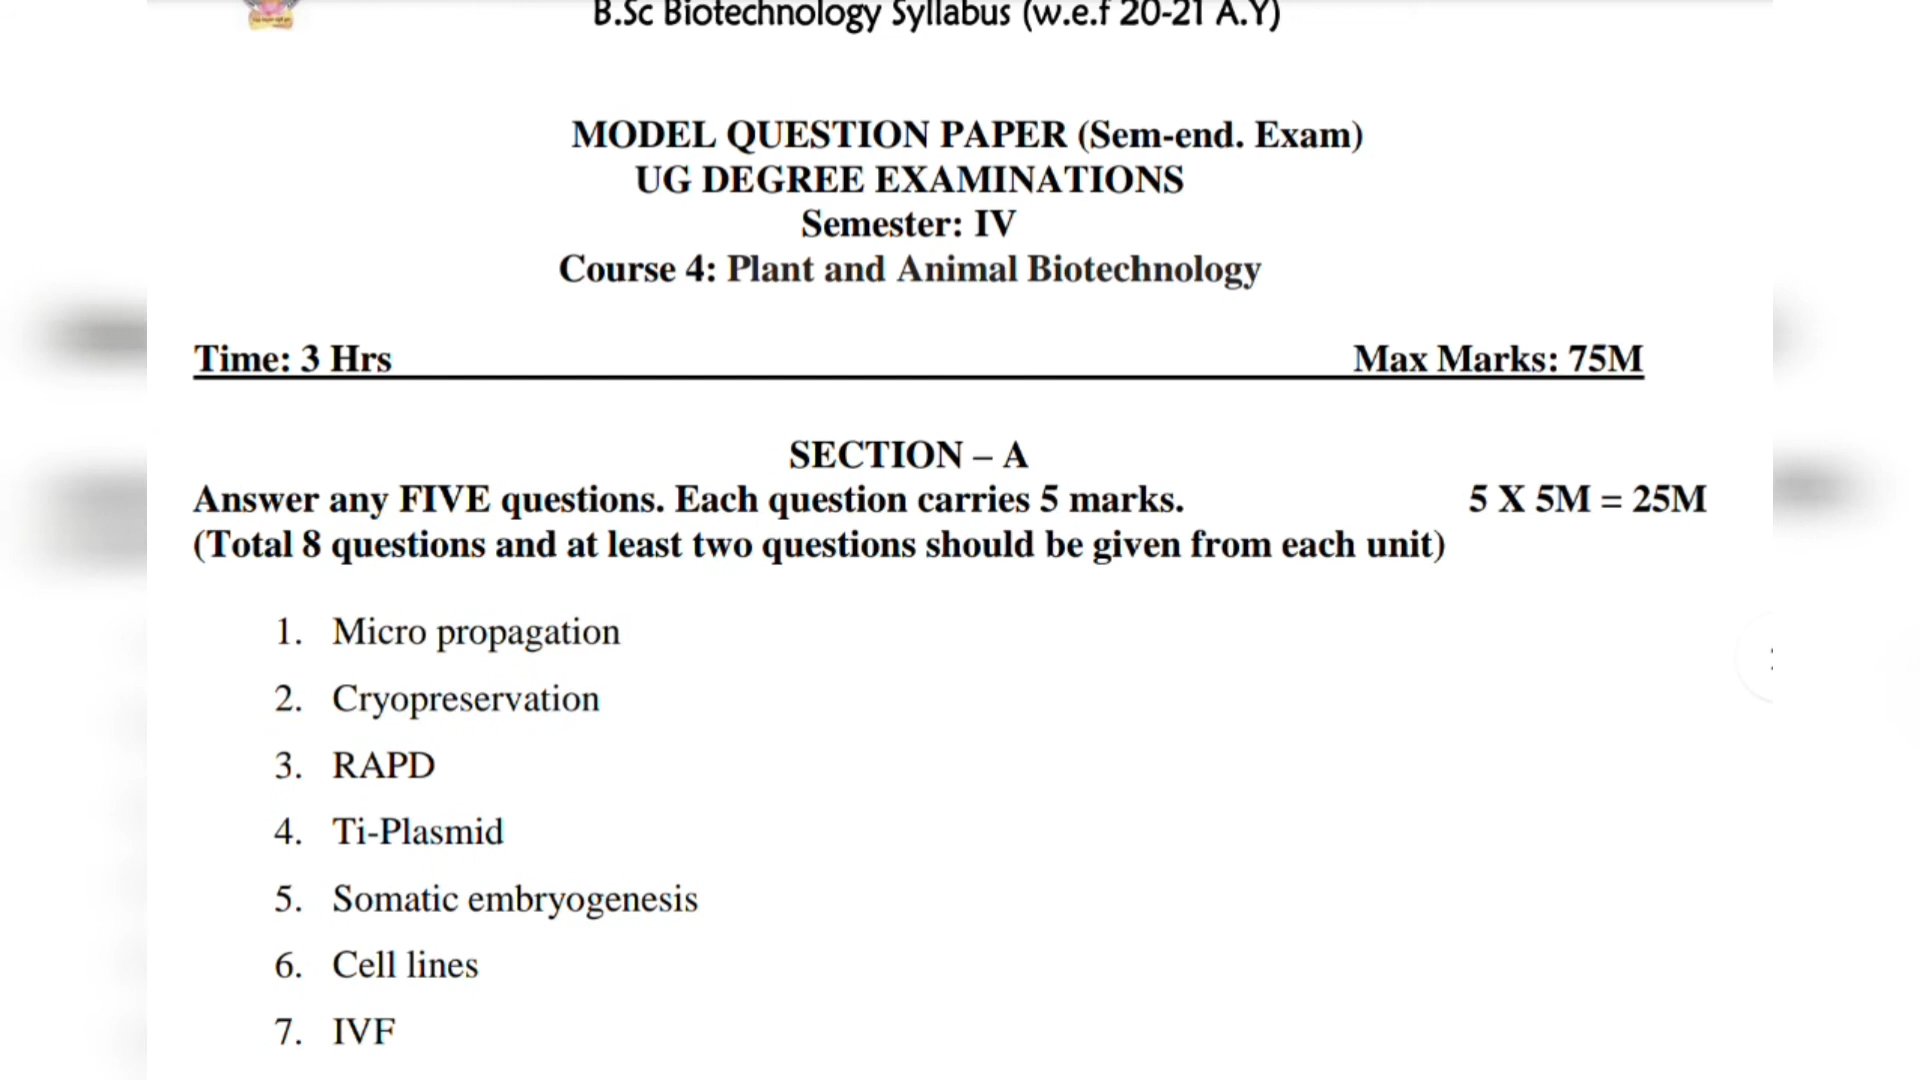 B.Sc Biotechnology Syllabus (w.e.f 20-21 A.Y)
MODEL QUESTION PAPER (Sem-end. Exam)
UG DEGREE EXAMINATIONS
Semester: IV
Course 4: Plant and Animal Biotechnology
Time: 3 Hrs Max Marks: 75M
SECTION – A
Answer any FIVE questions. Each question carries 5 marks. 5 X 5M = 25M
(Total 8 questions and at least two questions should be given from each unit)
1. Micro propagation
2. Cryopreservation
3. RAPD
4. Ti-Plasmid
5. Somatic embryogenesis
6. Cell lines
7. IVF